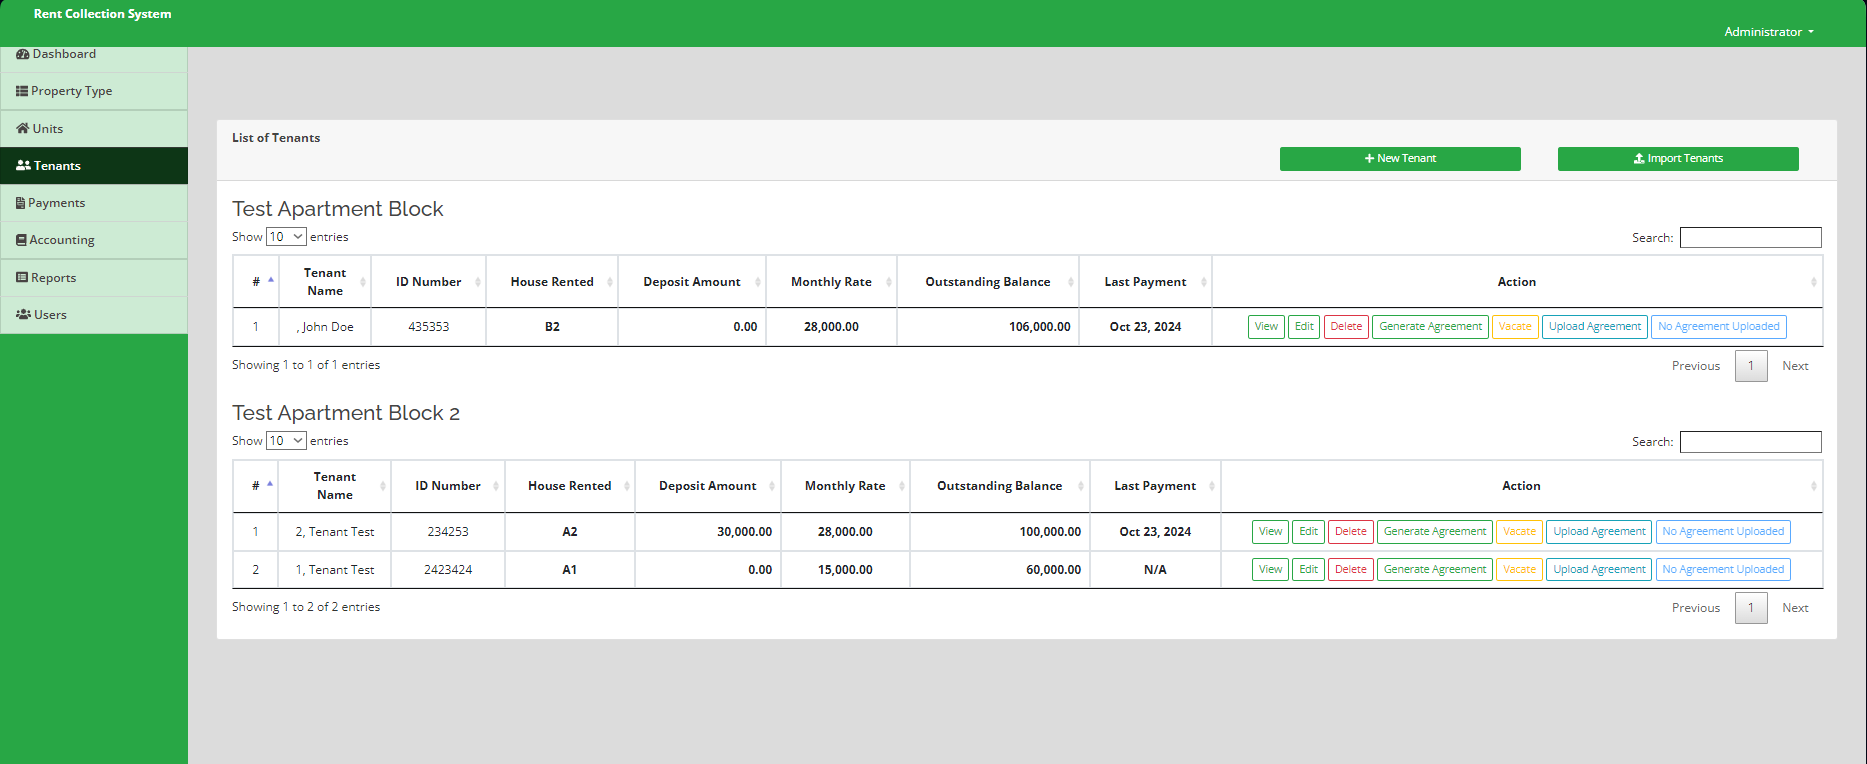 Rent Collection System
Administrator
Dashboard
Property Type
Units
Tenants
Payments
Accounting
Reports
Users
List of Tenants
New Tenant
Import Tenants
Test Apartment Block
Show 10 entries
Search:
# Tenant Name ID Number House Rented Deposit Amount Monthly Rate Outstanding Balance Last Payment Action
1 , John Doe 435353 B2 0.00 28,000.00 106,000.00 Oct 23, 2024 View Edit Delete Generate Agreement Vacate Upload Agreement No Agreement Uploaded
Showing 1 to 1 of 1 entries
Previous 1 Next
Test Apartment Block 2
Show 10 entries
Search:
# Tenant Name ID Number House Rented Deposit Amount Monthly Rate Outstanding Balance Last Payment Action
1 2, Tenant Test 234253 A2 30,000.00 28,000.00 100,000.00 Oct 23, 2024 View Edit Delete Generate Agreement Vacate Upload Agreement No Agreement Uploaded
2 1, Tenant Test 2423424 A1 0.00 15,000.00 60,000.00 N/A View Edit Delete Generate Agreement Vacate Upload Agreement No Agreement Uploaded
Showing 1 to 2 of 2 entries
Previous 1 Next